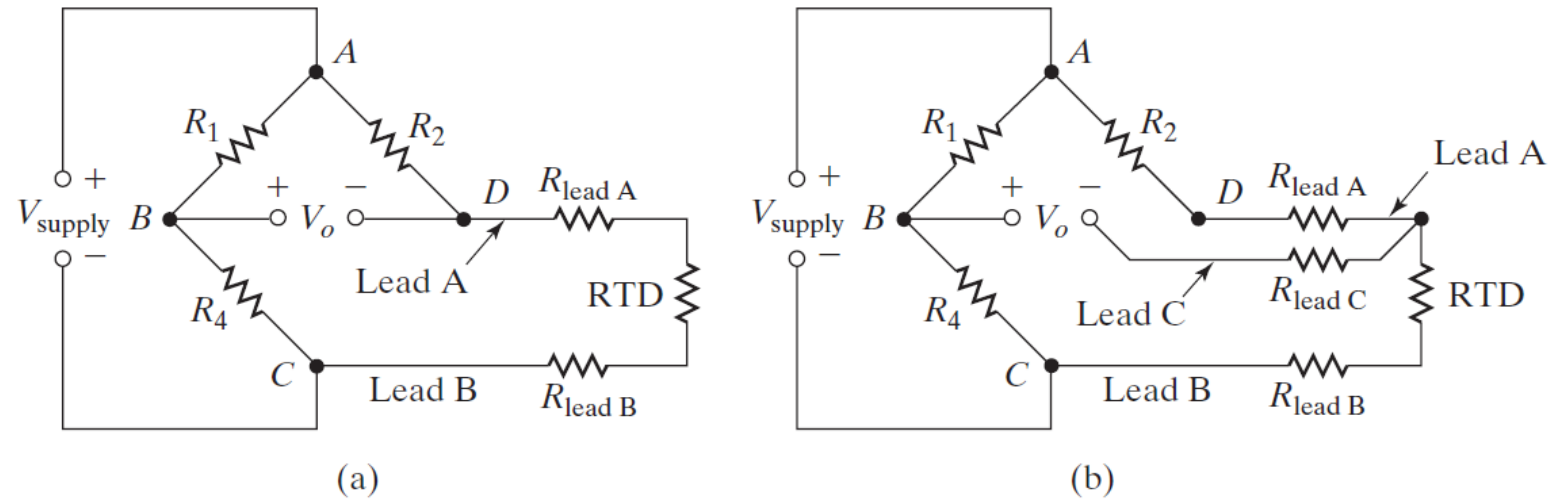 A
R1
R2
+
Vsupply
−
B
+
Vo
−
D
Rlead A
Lead A
RTD
R4
C
Lead B
Rlead B
(a)
A
R1
R2
Lead A
+
Vsupply
−
B
+
Vo
−
D
Rlead A
Rlead C
Lead C
RTD
R4
C
Lead B
Rlead B
(b)